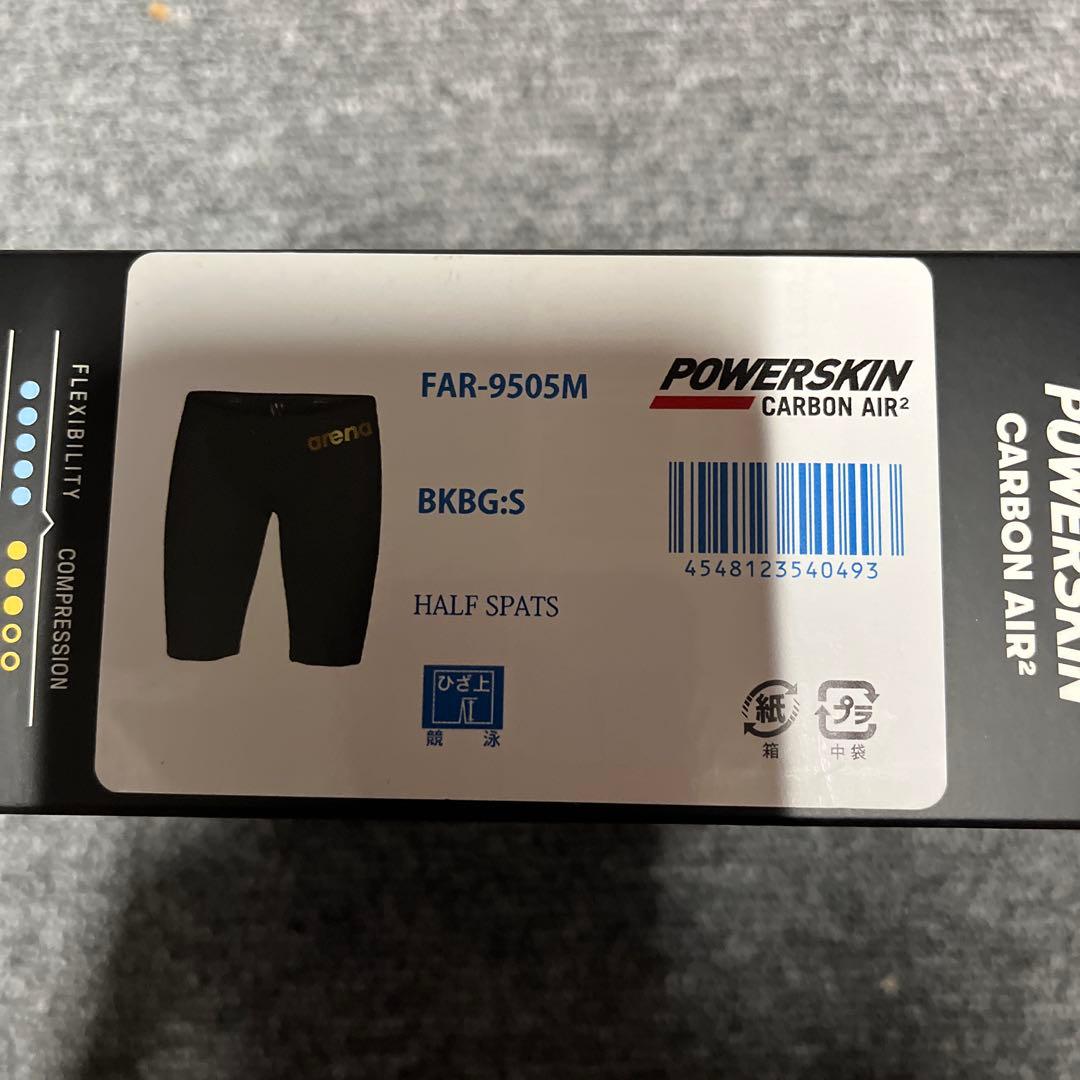 FLEXIBILITY
COMPRESSION
arena
FAR-9505M
BKBG:S
HALF SPATS
ひざ上
競 泳
POWERSKIN
CARBON AIR²
4548123540493
紙
箱
プラ
中袋
POWERSKIN
CARBON AIR²